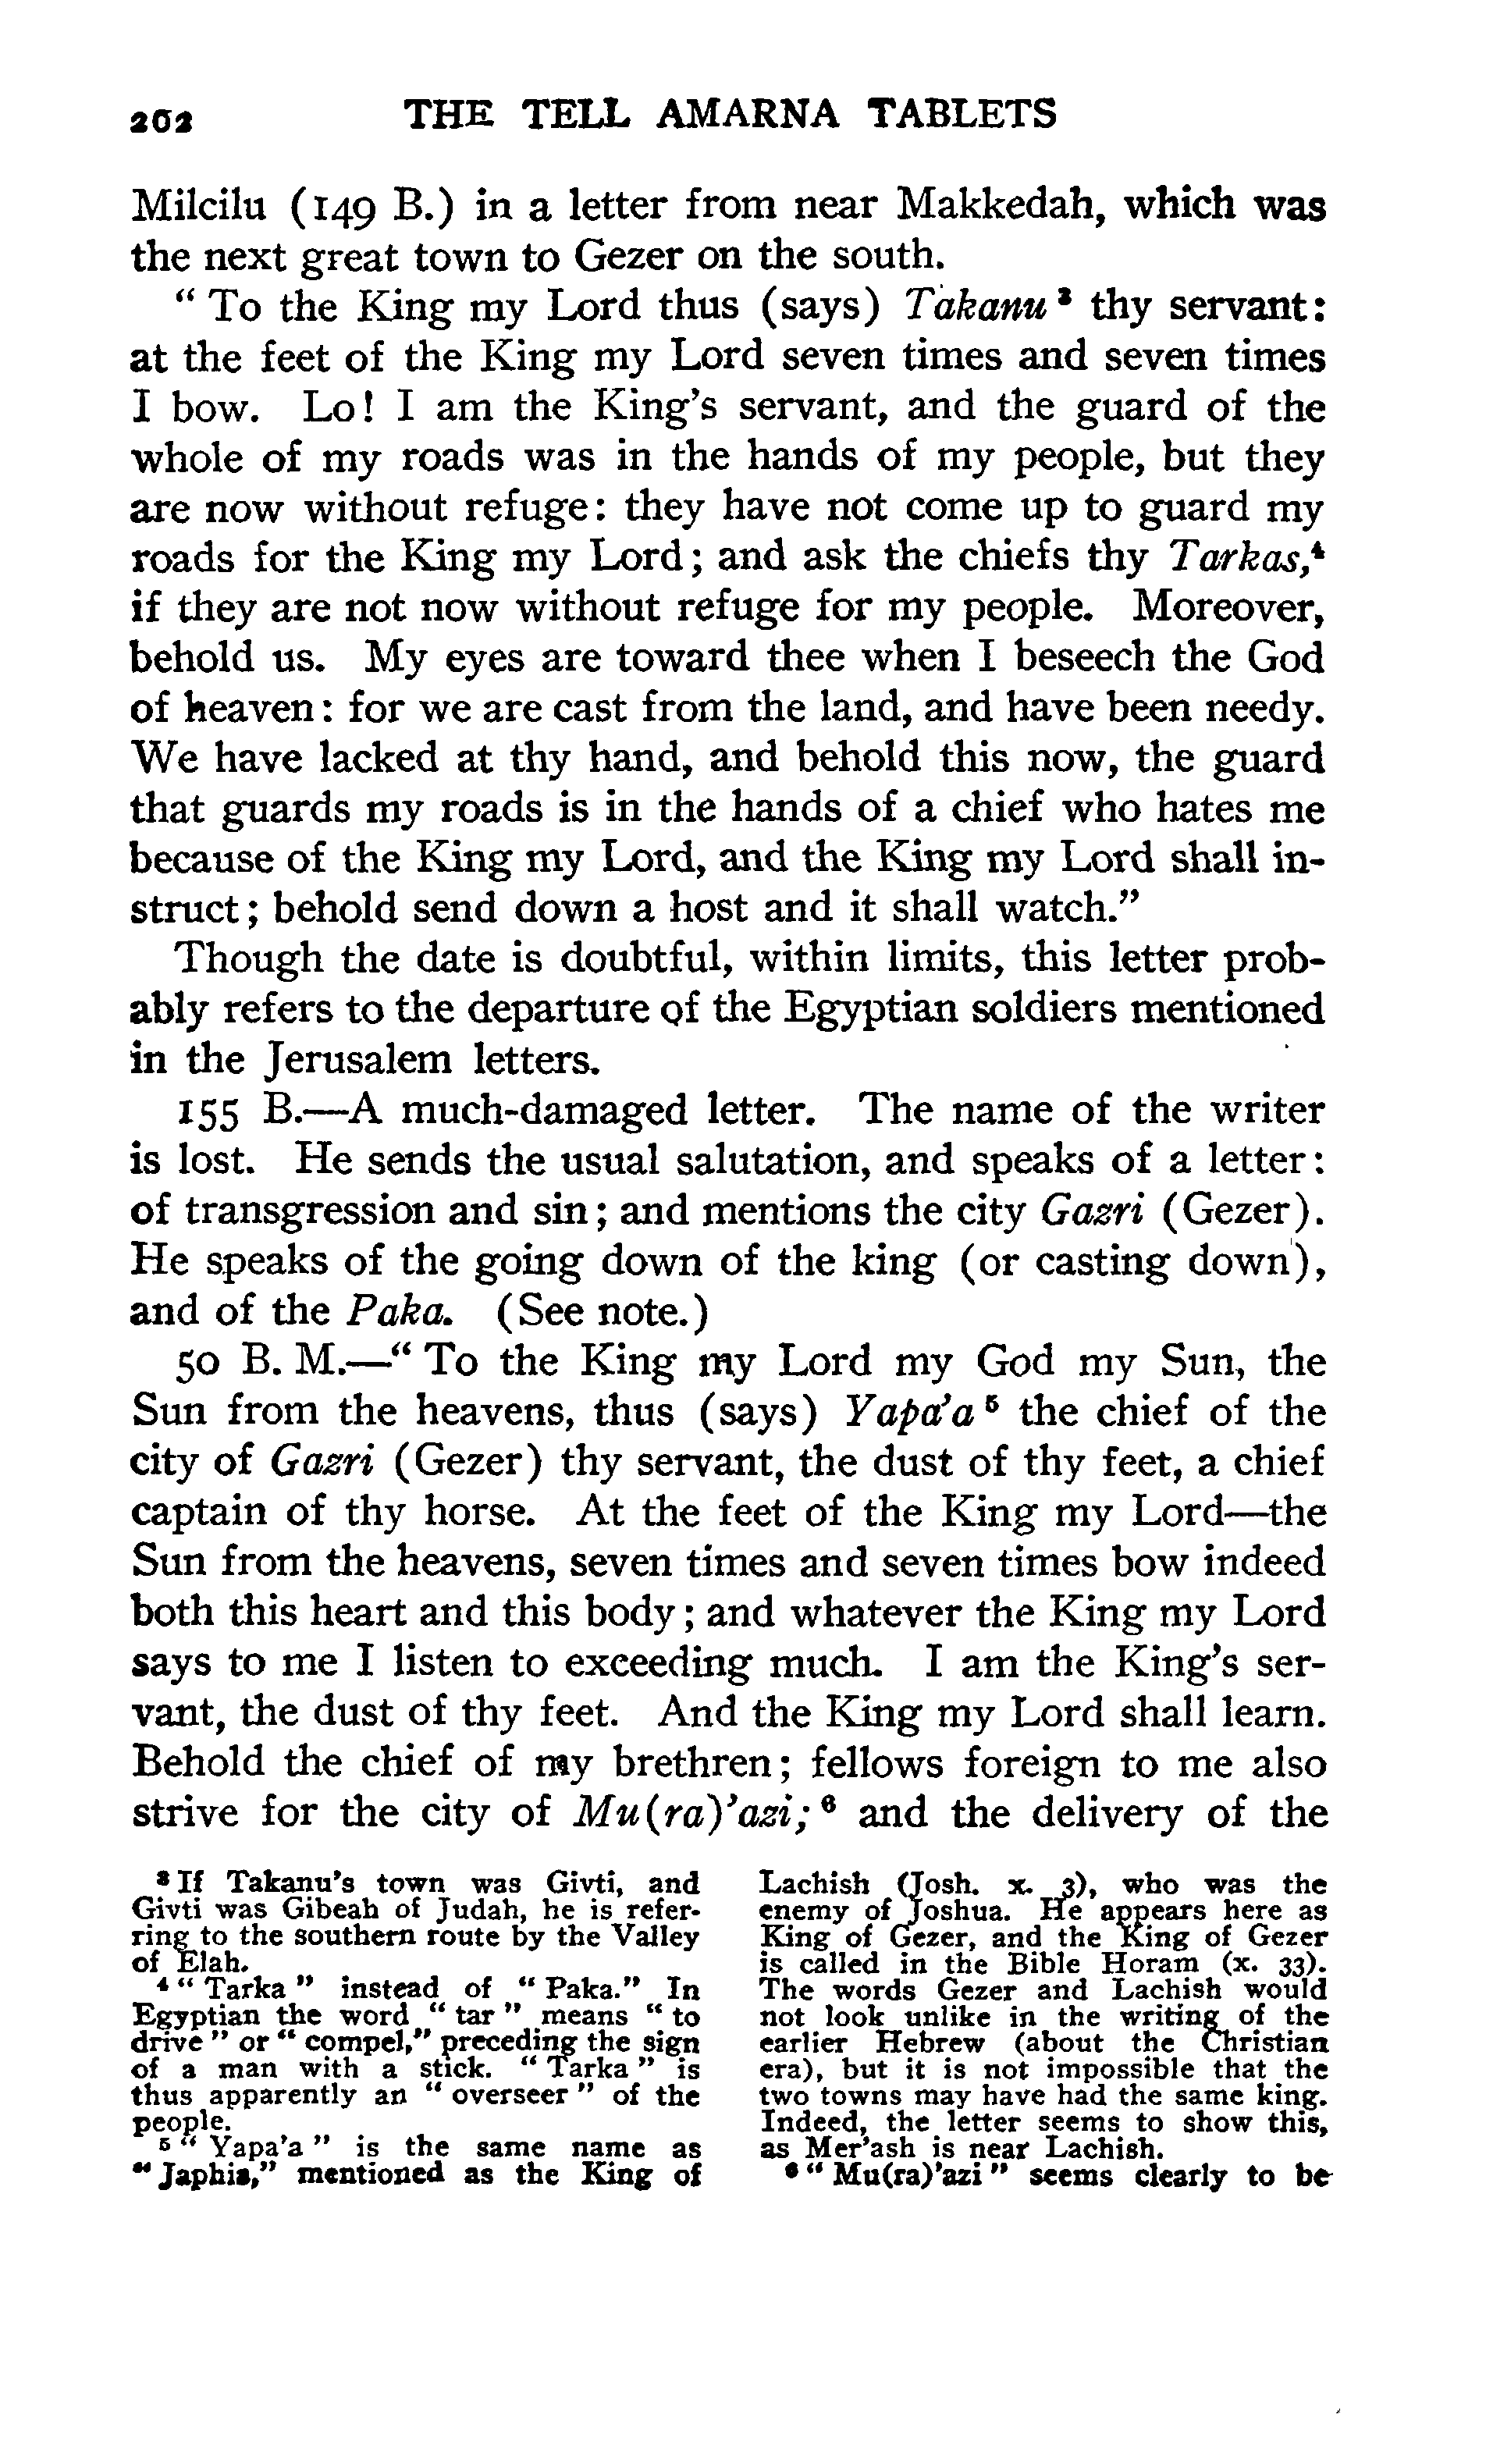 202 THE TELL AMARNA TABLETS
Milcilu (149 B.) in a letter from near Makkedah, which was
the next great town to Gezer on the south.
“ To the King my Lord thus (says) Takanu ³ thy servant:
at the feet of the King my Lord seven times and seven times
I bow. Lo! I am the King’s servant, and the guard of the
whole of my roads was in the hands of my people, but they
are now without refuge: they have not come up to guard my
roads for the King my Lord; and ask the chiefs thy Tarkas,⁴
if they are not now without refuge for my people. Moreover,
behold us. My eyes are toward thee when I beseech the God
of heaven: for we are cast from the land, and have been needy.
We have lacked at thy hand, and behold this now, the guard
that guards my roads is in the hands of a chief who hates me
because of the King my Lord, and the King my Lord shall in-
struct; behold send down a host and it shall watch.”
Though the date is doubtful, within limits, this letter prob-
ably refers to the departure of the Egyptian soldiers mentioned
in the Jerusalem letters.
155 B.—A much-damaged letter. The name of the writer
is lost. He sends the usual salutation, and speaks of a letter:
of transgression and sin; and mentions the city Gazri (Gezer).
He speaks of the going down of the king (or casting down),
and of the Paka. (See note.)
50 B. M.—“ To the King my Lord my God my Sun, the
Sun from the heavens, thus (says) Yapa’a ⁵ the chief of the
city of Gazri (Gezer) thy servant, the dust of thy feet, a chief
captain of thy horse. At the feet of the King my Lord—the
Sun from the heavens, seven times and seven times bow indeed
both this heart and this body; and whatever the King my Lord
says to me I listen to exceeding much. I am the King’s ser-
vant, the dust of thy feet. And the King my Lord shall learn.
Behold the chief of my brethren; fellows foreign to me also
strive for the city of Mu(ra)’azi; ⁶ and the delivery of the
³ If Takanu’s town was Givti, and
Givti was Gibeah of Judah, he is refer-
ring to the southern route by the Valley
of Elah.
⁴ “ Tarka ” instead of “ Paka.” In
Egyptian the word “ tar ” means “ to
drive ” or “ compel,” preceding the sign
of a man with a stick. “ Tarka ” is
thus apparently an “ overseer ” of the
people.
⁵ “ Yapa’a ” is the same name as
“ Japhia,” mentioned as the King of
Lachish (Josh. x. 3), who was the
enemy of Joshua. He appears here as
King of Gezer, and the King of Gezer
is called in the Bible Horam (x. 33).
The words Gezer and Lachish would
not look unlike in the writing of the
earlier Hebrew (about the Christian
era), but it is not impossible that the
two towns may have had the same king.
Indeed, the letter seems to show this,
as Mer’ash is near Lachish.
⁶ “ Mu(ra)’azi ” seems clearly to be